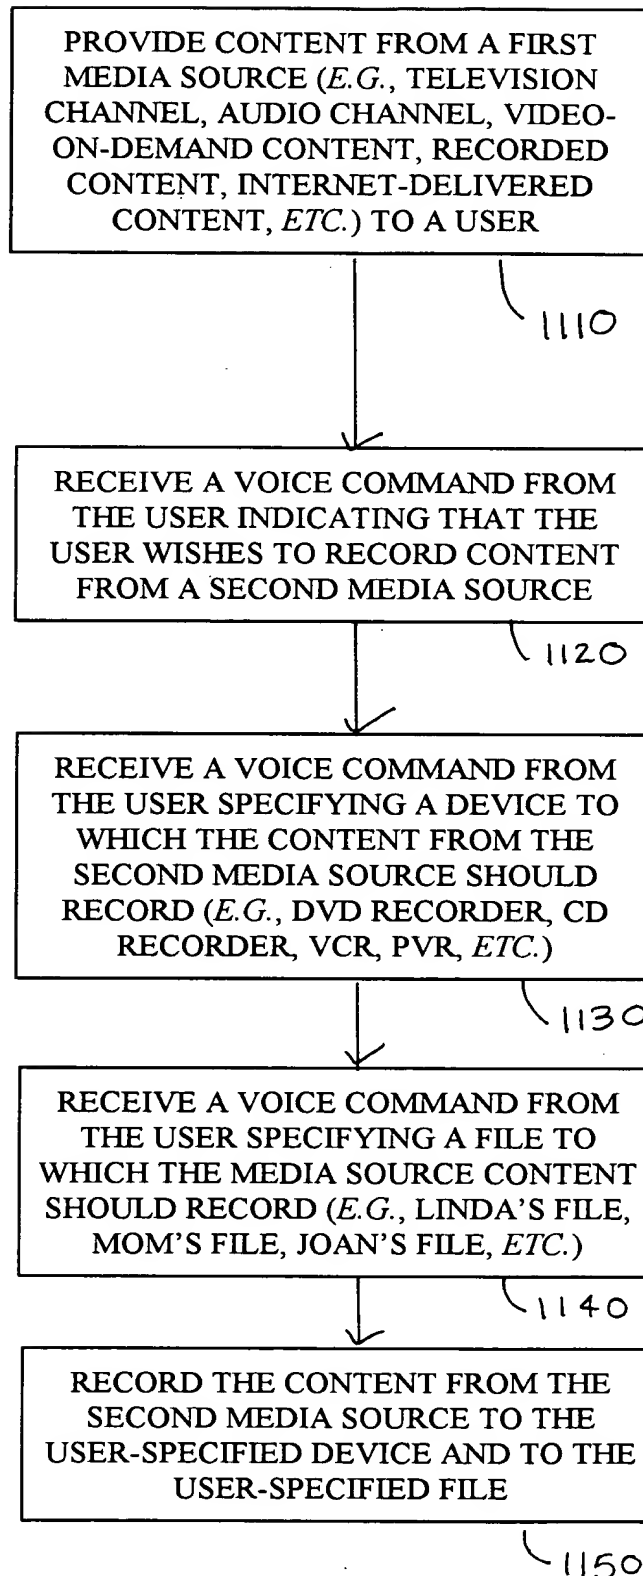 PROVIDE CONTENT FROM A FIRST
MEDIA SOURCE (E.G., TELEVISION
CHANNEL, AUDIO CHANNEL, VIDEO-
ON-DEMAND CONTENT, RECORDED
CONTENT, INTERNET-DELIVERED
CONTENT, ETC.) TO A USER
1110
RECEIVE A VOICE COMMAND FROM
THE USER INDICATING THAT THE
USER WISHES TO RECORD CONTENT
FROM A SECOND MEDIA SOURCE
1120
RECEIVE A VOICE COMMAND FROM
THE USER SPECIFYING A DEVICE TO
WHICH THE CONTENT FROM THE
SECOND MEDIA SOURCE SHOULD
RECORD (E.G., DVD RECORDER, CD
RECORDER, VCR, PVR, ETC.)
1130
RECEIVE A VOICE COMMAND FROM
THE USER SPECIFYING A FILE TO
WHICH THE MEDIA SOURCE CONTENT
SHOULD RECORD (E.G., LINDA'S FILE,
MOM'S FILE, JOAN'S FILE, ETC.)
1140
RECORD THE CONTENT FROM THE
SECOND MEDIA SOURCE TO THE
USER-SPECIFIED DEVICE AND TO THE
USER-SPECIFIED FILE
1150